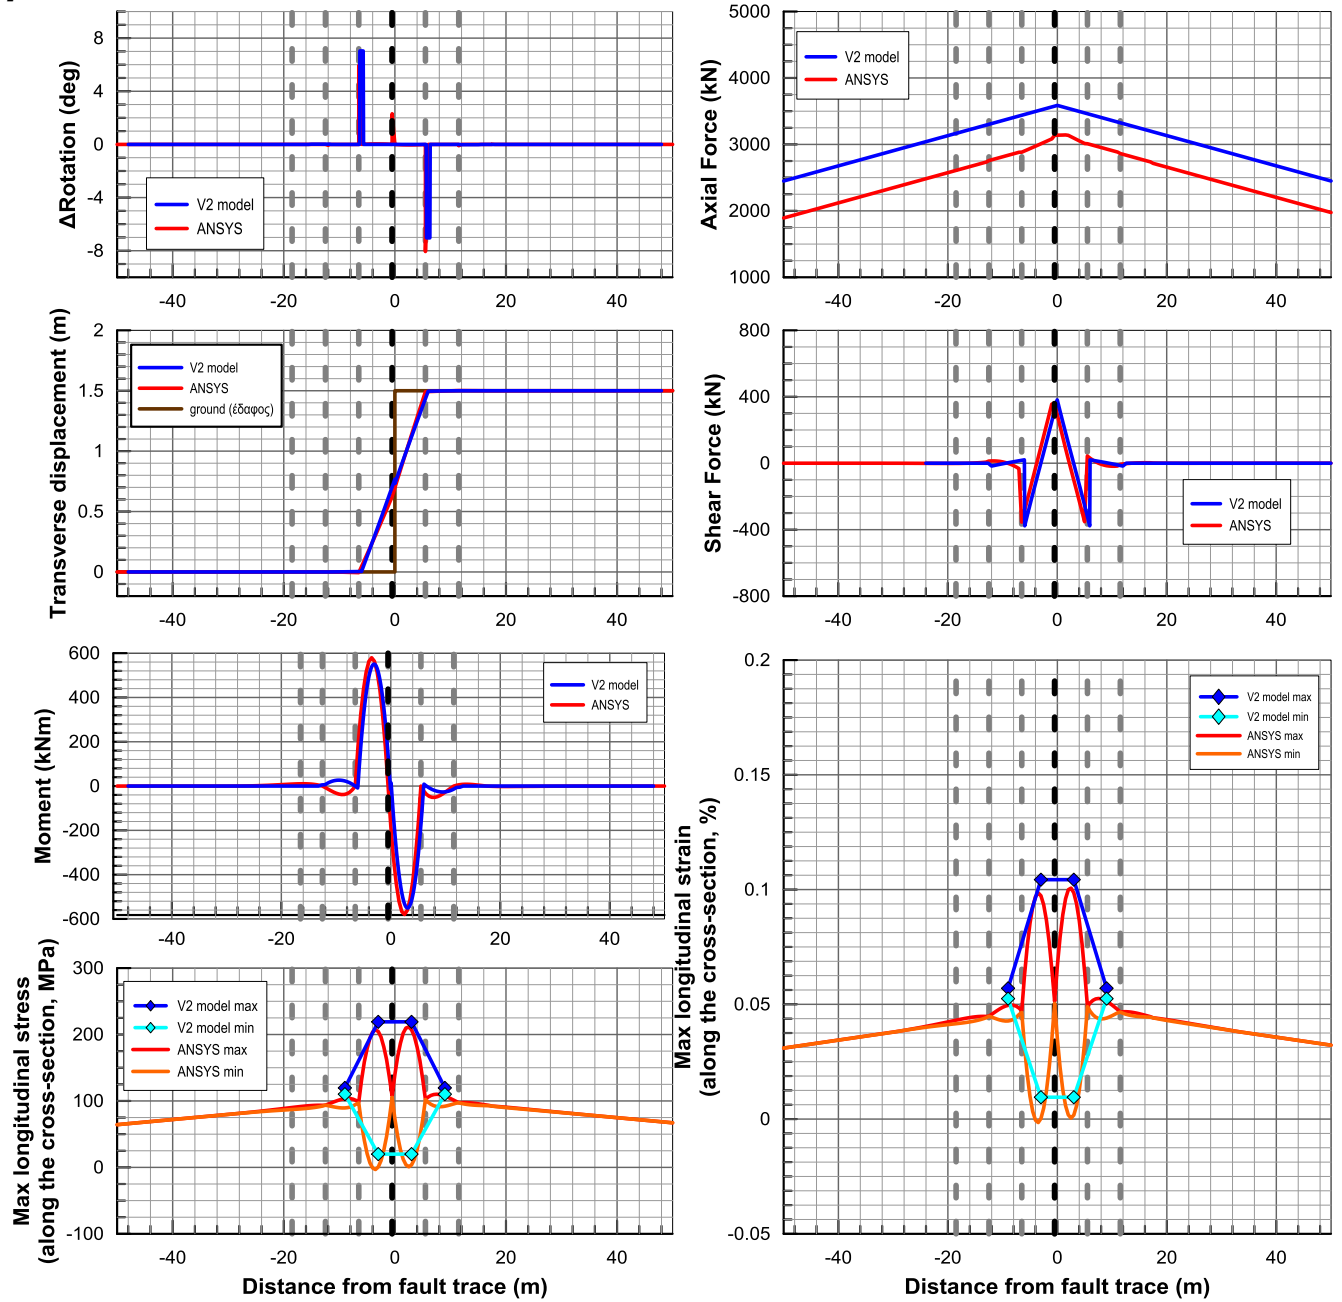 ΔRotation (deg)
8
4
0
-4
-8
V2 model
ANSYS
-40 -20 0 20 40
Axial Force (kN)
5000
4000
3000
2000
1000
V2 model
ANSYS
-40 -20 0 20 40
Transverse displacement (m)
2
1.5
1
0.5
0
V2 model
ANSYS
ground (έδαφος)
-40 -20 0 20 40
Shear Force (kN)
800
400
0
-400
-800
V2 model
ANSYS
-40 -20 0 20 40
Moment (kNm)
600
400
200
0
-200
-400
-600
V2 model
ANSYS
-40 -20 0 20 40
Max longitudinal stress
(along the cross-section, MPa)
300
200
100
0
-100
V2 model max
V2 model min
ANSYS max
ANSYS min
-40 -20 0 20 40
Distance from fault trace (m)
Max longitudinal strain
(along the cross-section, %)
0.2
0.15
0.1
0.05
0
-0.05
V2 model max
V2 model min
ANSYS max
ANSYS min
-40 -20 0 20 40
Distance from fault trace (m)